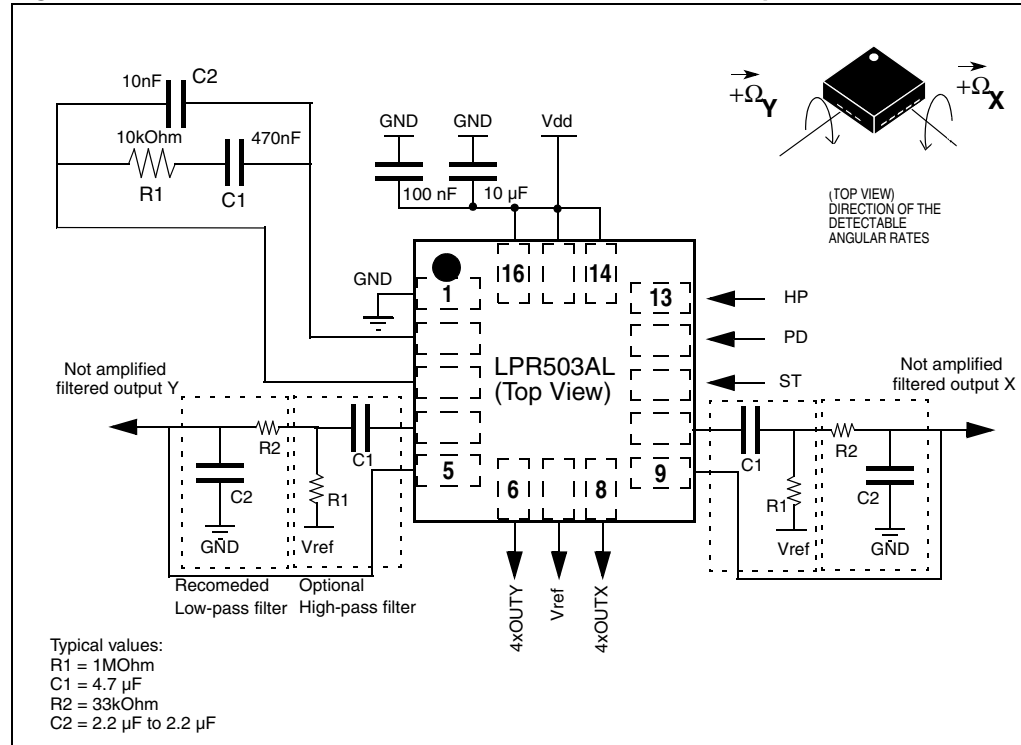 10nF
C2
10kOhm
470nF
R1
C1
GND
GND
Vdd
100 nF
10 µF
+ΩY
+ΩX
(TOP VIEW)
DIRECTION OF THE
DETECTABLE
ANGULAR RATES
GND
1
16
14
13
HP
PD
ST
LPR503AL
(Top View)
Not amplified
filtered output Y
Not amplified
filtered output X
R2
C1
C2
R1
GND
Vref
5
6
8
9
C1
R2
R1
C2
Vref
GND
Recomeded
Low-pass filter
Optional
High-pass filter
4xOUTY
Vref
4xOUTX
Typical values:
R1 = 1MOhm
C1 = 4.7 µF
R2 = 33kOhm
C2 = 2.2 µF to 2.2 µF